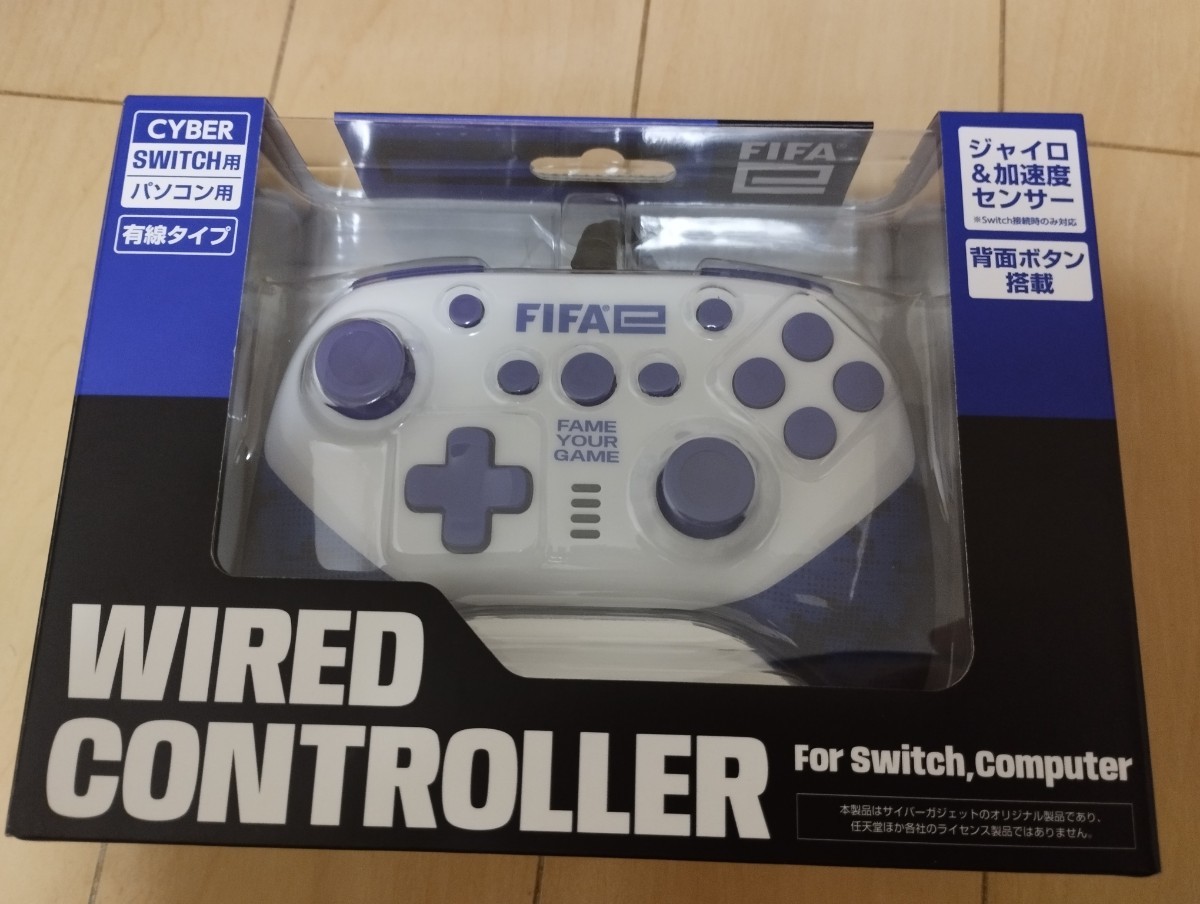 CYBER
SWITCH用
パソコン用
有線タイプ
FIFA
e
ジャイロ
&加速度
センサー
※Switch接続時のみ対応
背面ボタン
搭載
FIFAe
FAME
YOUR
GAME
WIRED
CONTROLLER
For Switch,Computer
本製品はサイバーガジェットのオリジナル製品であり、
任天堂ほか各社のライセンス製品ではありません。